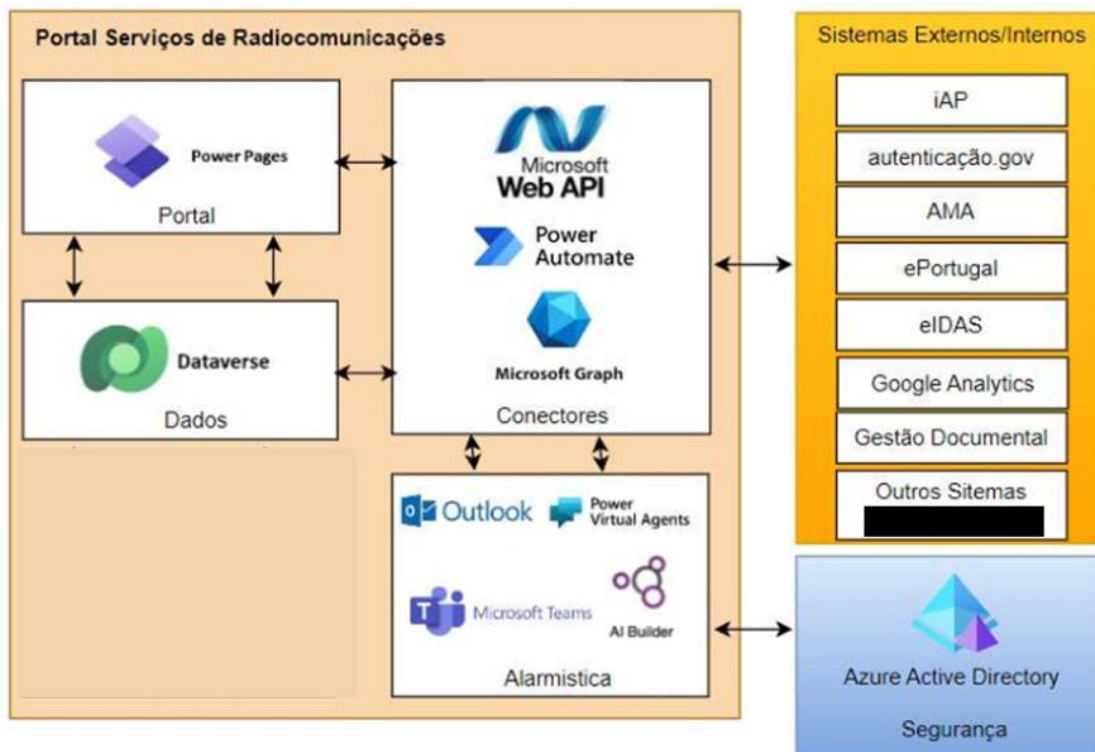 Portal Serviços de Radiocomunicações
Power Pages
Portal
Dataverse
Dados
Microsoft
Web API
Power
Automate
Microsoft Graph
Conectores
Outlook
Power
Virtual Agents
Microsoft Teams
AI Builder
Alarmistica
Sistemas Externos/Internos
iAP
autenticação.gov
AMA
ePortugal
eIDAS
Google Analytics
Gestão Documental
Outros Sitemas
Azure Active Directory
Segurança